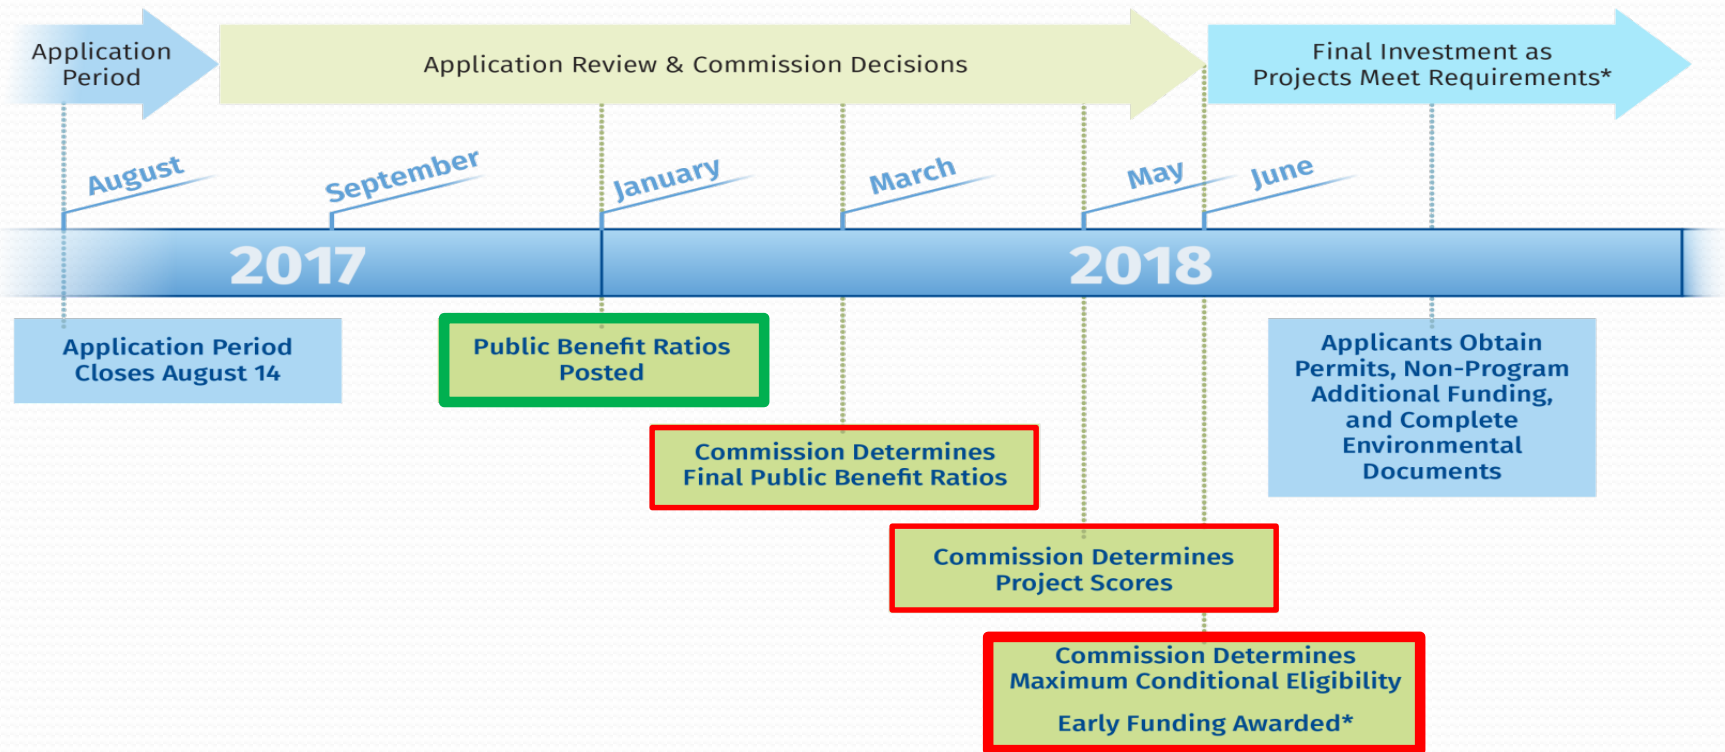 Application
Period
Application Review & Commission Decisions
Final Investment as
Projects Meet Requirements*
August
September
January
March
May
June
2017
2018
Application Period
Closes August 14
Public Benefit Ratios
Posted
Commission Determines
Final Public Benefit Ratios
Commission Determines
Project Scores
Commission Determines
Maximum Conditional Eligibility
Early Funding Awarded*
Applicants Obtain
Permits, Non-Program
Additional Funding,
and Complete
Environmental
Documents